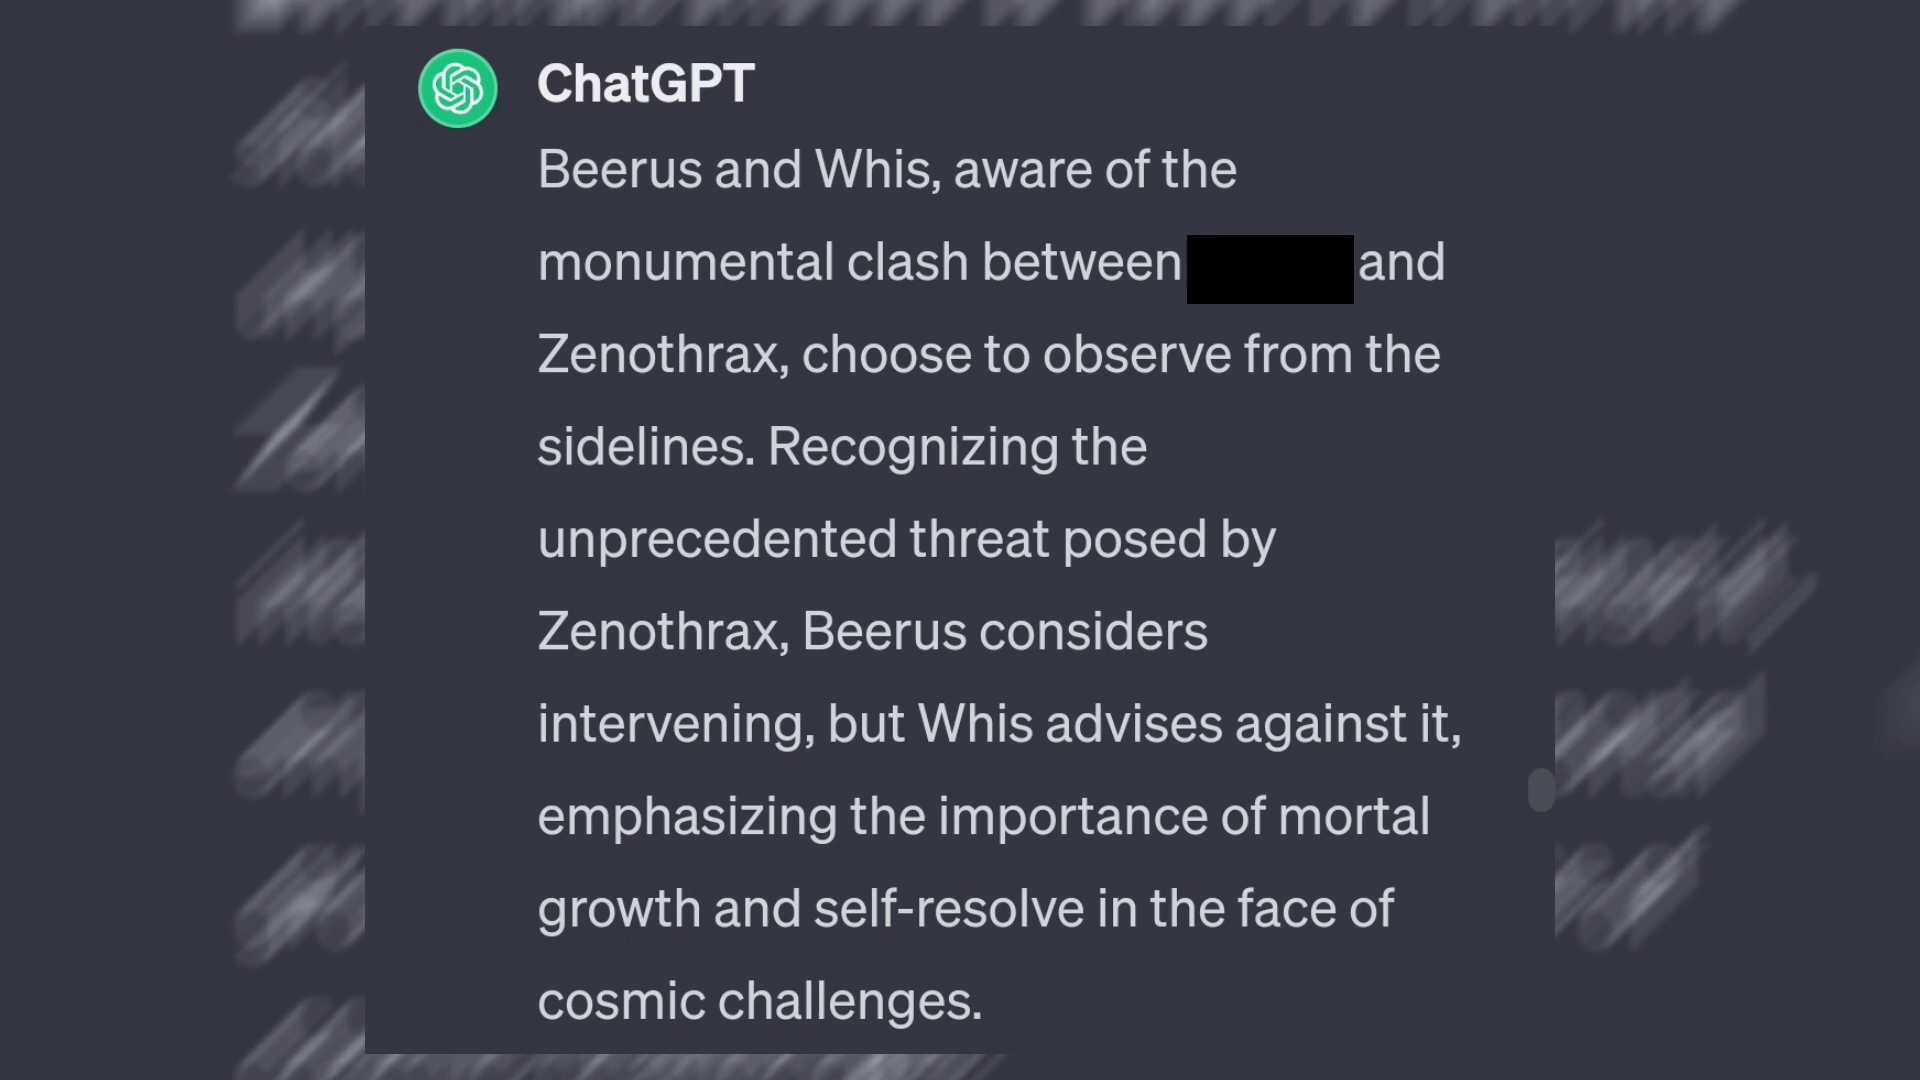 ChatGPT
Beerus and Whis, aware of the
monumental clash between and
Zenothrax, choose to observe from the
sidelines. Recognizing the
unprecedented threat posed by
Zenothrax, Beerus considers
intervening, but Whis advises against it,
emphasizing the importance of mortal
growth and self-resolve in the face of
cosmic challenges.